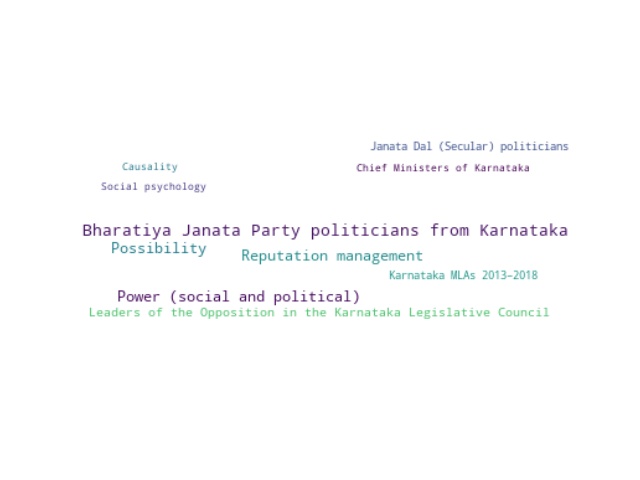 Janata Dal (Secular) politicians
Causality
Chief Ministers of Karnataka
Social psychology
Bharatiya Janata Party politicians from Karnataka
Possibility
Reputation management
Karnataka MLAs 2013–2018
Power (social and political)
Leaders of the Opposition in the Karnataka Legislative Council